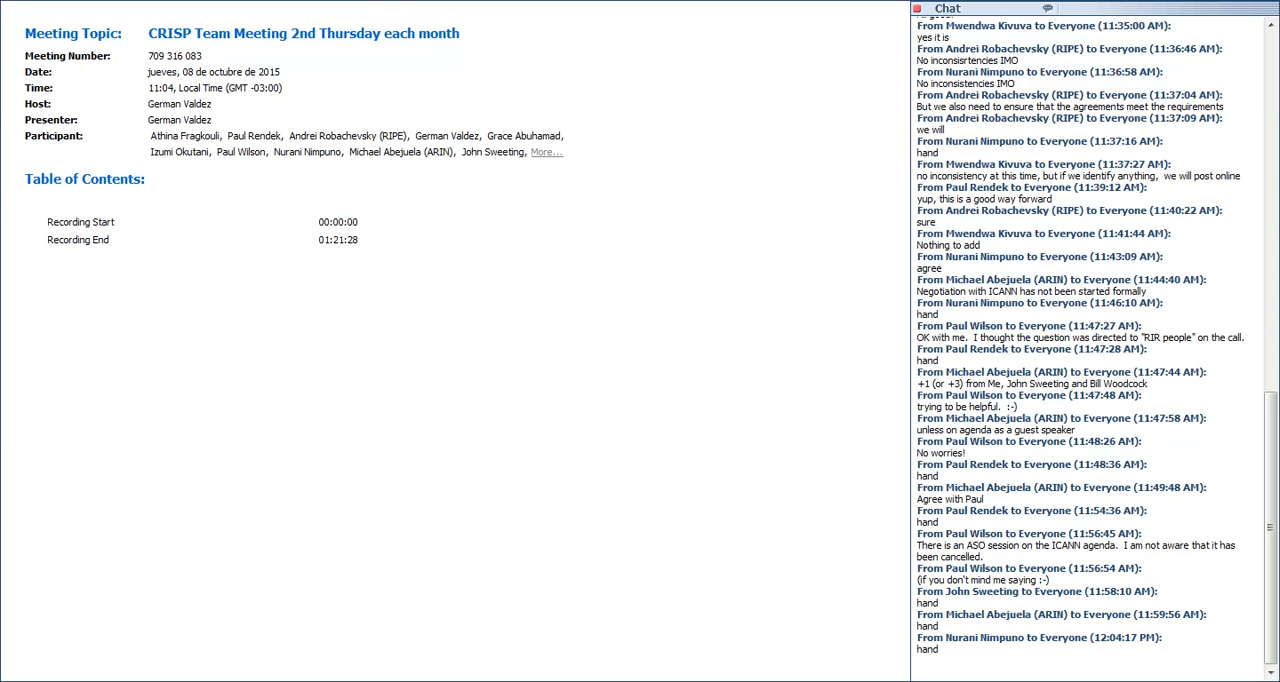 Meeting Topic: CRISP Team Meeting 2nd Thursday each month
Meeting Number: 709 316 083
Date: jueves, 08 de octubre de 2015
Time: 11:04, Local Time (GMT -03:00)
Host: German Valdez
Presenter: German Valdez
Participant: Athina Fragkouli, Paul Rendek, Andrei Robachevsky (RIPE), German Valdez, Grace Abuhamad,
Izumi Okutani, Paul Wilson, Nurani Nimpuno, Michael Abejuela (ARIN), John Sweeting, More...
Table of Contents:
Recording Start 00:00:00
Recording End 01:21:28
Chat
From Mwendwa Kivuva to Everyone (11:35:00 AM):
yes it is
From Andrei Robachevsky (RIPE) to Everyone (11:36:46 AM):
No inconsisrtencies IMO
From Nurani Nimpuno to Everyone (11:36:58 AM):
No inconsistencies IMO
From Andrei Robachevsky (RIPE) to Everyone (11:37:04 AM):
But we also need to ensure that the agreements meet the requirements
From Andrei Robachevsky (RIPE) to Everyone (11:37:09 AM):
we will
From Nurani Nimpuno to Everyone (11:37:16 AM):
hand
From Mwendwa Kivuva to Everyone (11:37:27 AM):
no inconsistency at this time, but if we identify anything, we will post online
From Paul Rendek to Everyone (11:39:12 AM):
yup, this is a good way forward
From Andrei Robachevsky (RIPE) to Everyone (11:40:22 AM):
sure
From Mwendwa Kivuva to Everyone (11:41:44 AM):
Nothing to add
From Nurani Nimpuno to Everyone (11:43:09 AM):
agree
From Michael Abejuela (ARIN) to Everyone (11:44:40 AM):
Negotiation with ICANN has not been started formally
From Nurani Nimpuno to Everyone (11:46:10 AM):
hand
From Paul Wilson to Everyone (11:47:27 AM):
OK with me. I thought the question was directed to "RIR people" on the call.
From Paul Rendek to Everyone (11:47:28 AM):
hand
From Michael Abejuela (ARIN) to Everyone (11:47:44 AM):
+1 (or +3) from Me, John Sweeting and Bill Woodcock
From Paul Wilson to Everyone (11:47:48 AM):
trying to be helpful. :-)
From Michael Abejuela (ARIN) to Everyone (11:47:58 AM):
unless on agenda as a guest speaker
From Paul Wilson to Everyone (11:48:26 AM):
No worries!
From Paul Rendek to Everyone (11:48:36 AM):
hand
From Michael Abejuela (ARIN) to Everyone (11:49:48 AM):
Agree with Paul
From Paul Rendek to Everyone (11:54:36 AM):
hand
From Paul Wilson to Everyone (11:56:45 AM):
There is an ASO session on the ICANN agenda. I am not aware that it has
been cancelled.
From Paul Wilson to Everyone (11:56:54 AM):
(if you don't mind me saying :-)
From John Sweeting to Everyone (11:58:10 AM):
hand
From Michael Abejuela (ARIN) to Everyone (11:59:56 AM):
hand
From Nurani Nimpuno to Everyone (12:04:17 PM):
hand